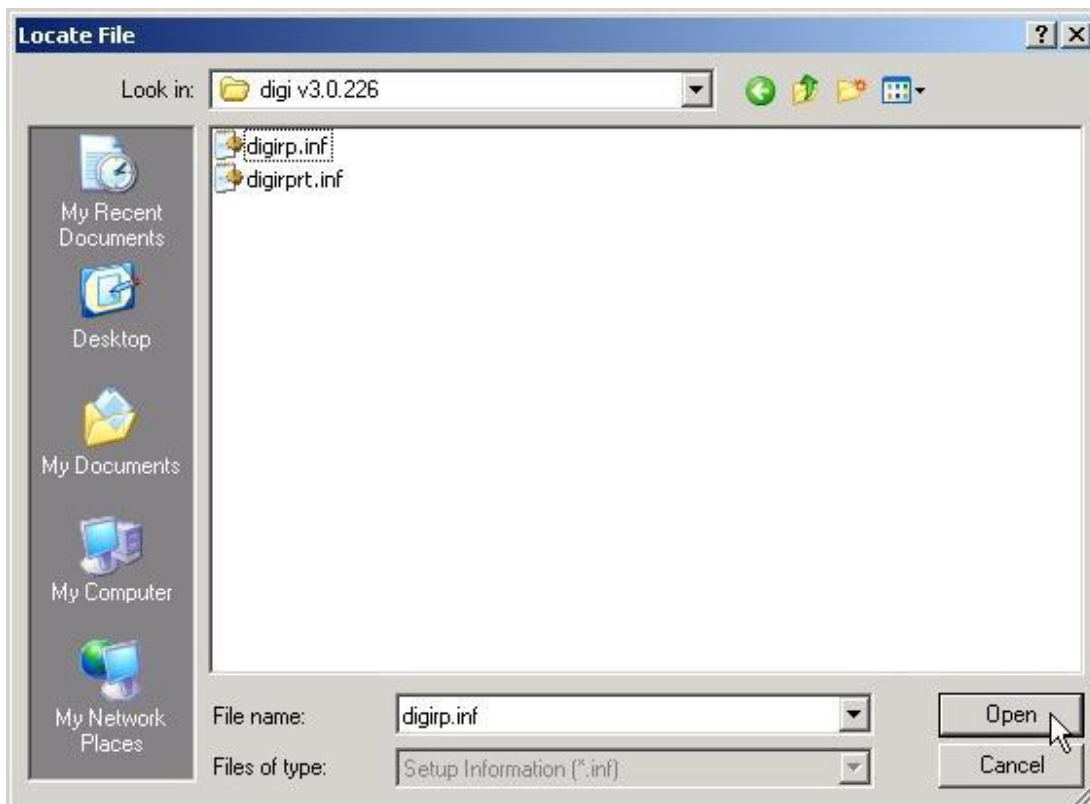 Locate File
Look in: digi v3.0.226
digirp.inf
digirprt.inf
My Recent
Documents
Desktop
My Documents
My Computer
My Network
Places
File name: digirp.inf Open
Files of type: Setup Information (*.inf) Cancel